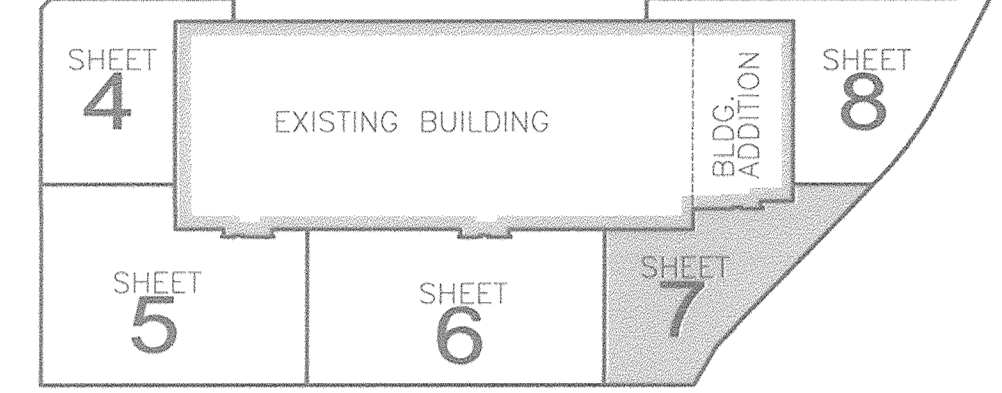 SHEET
4
EXISTING BUILDING
BLDG.
ADDITION
SHEET
8
SHEET
5
SHEET
6
SHEET
7